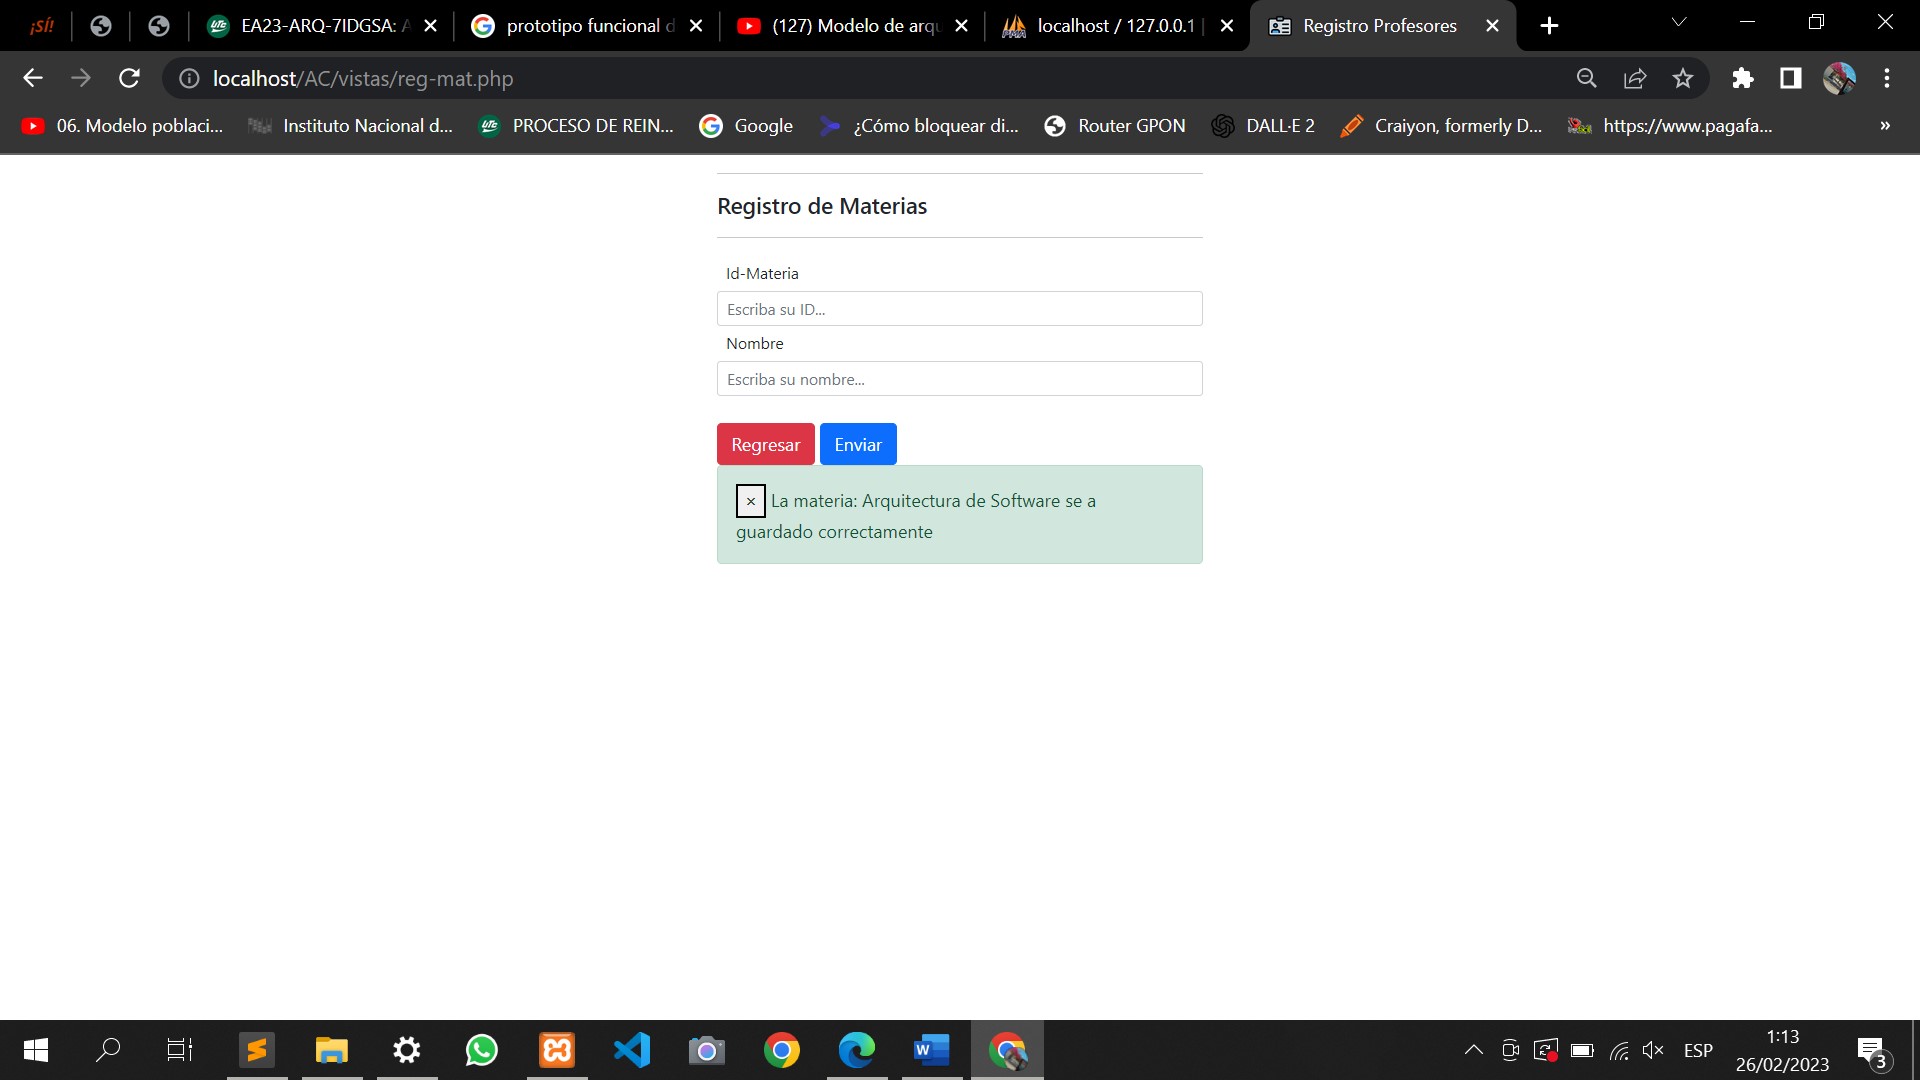 ¡SÍ!
EA23-ARQ-7IDGSA: A
prototipo funcional d
(127) Modelo de arqu
localhost / 127.0.0.1 |
Registro Profesores
localhost/AC/vistas/reg-mat.php
06. Modelo poblaci...
Instituto Nacional d...
PROCESO DE REIN...
Google
¿Cómo bloquear di...
Router GPON
DALL·E 2
Craiyon, formerly D...
https://www.pagafa...
»
Registro de Materias
Id-Materia
Escriba su ID...
Nombre
Escriba su nombre...
Regresar
Enviar
× La materia: Arquitectura de Software se a
guardado correctamente
ESP
1:13
26/02/2023
3